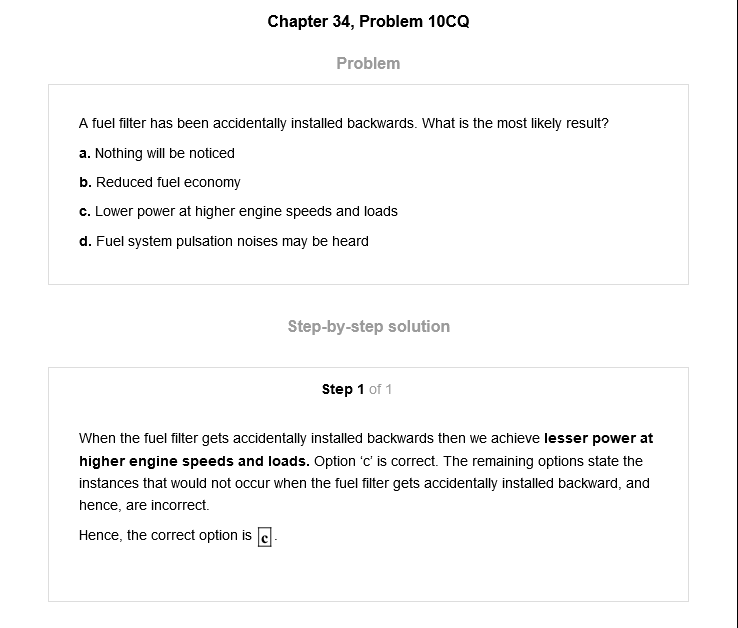 Chapter 34, Problem 10CQ
Problem
A fuel filter has been accidentally installed backwards. What is the most likely result?
a. Nothing will be noticed
b. Reduced fuel economy
c. Lower power at higher engine speeds and loads
d. Fuel system pulsation noises may be heard
Step-by-step solution
Step 1 of 1
When the fuel filter gets accidentally installed backwards then we achieve lesser power at
higher engine speeds and loads. Option 'c' is correct. The remaining options state the
instances that would not occur when the fuel filter gets accidentally installed backward, and
hence, are incorrect.
Hence, the correct option is c.